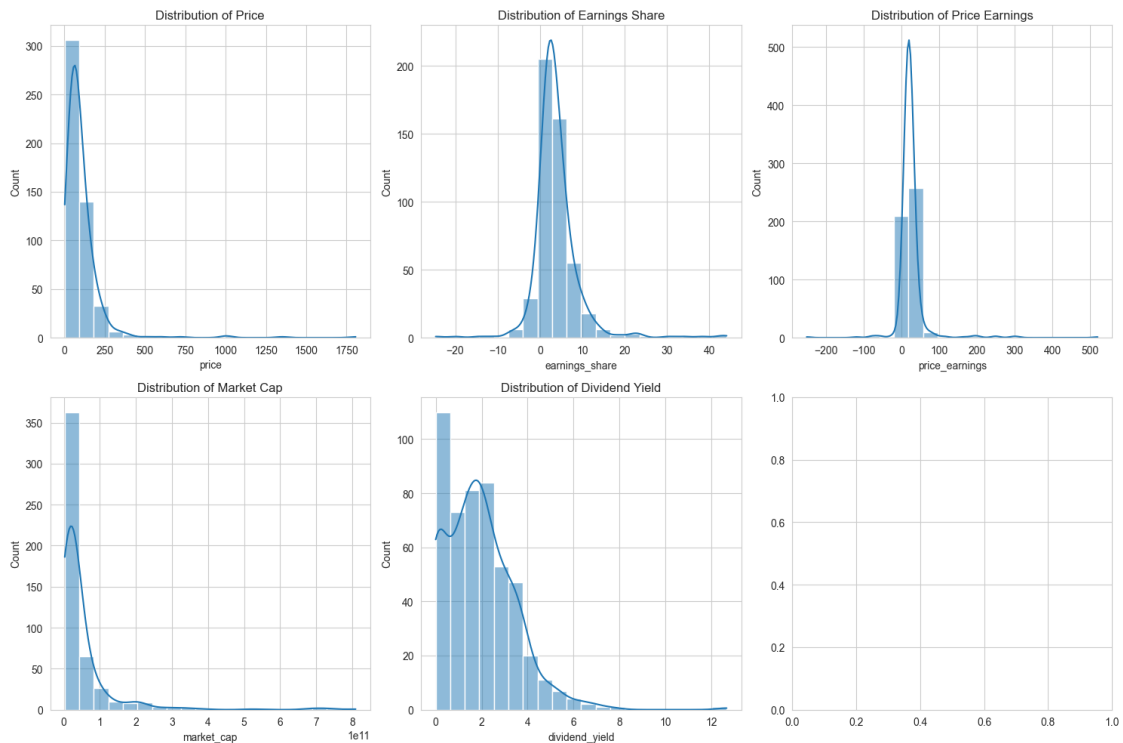 Distribution of Price
300
250
200
150
100
50
0
Count
0 250 500 750 1000 1250 1500 1750
price
Distribution of Earnings Share
200
150
100
50
0
Count
−20 −10 0 10 20 30 40
earnings_share
Distribution of Price Earnings
500
400
300
200
100
0
Count
−200 −100 0 100 200 300 400 500
price_earnings
Distribution of Market Cap
350
300
250
200
150
100
50
0
Count
0 1 2 3 4 5 6 7 8
1e11
market_cap
Distribution of Dividend Yield
100
80
60
40
20
0
Count
0 2 4 6 8 10 12
dividend_yield
1.0
0.8
0.6
0.4
0.2
0.0
0.0 0.2 0.4 0.6 0.8 1.0